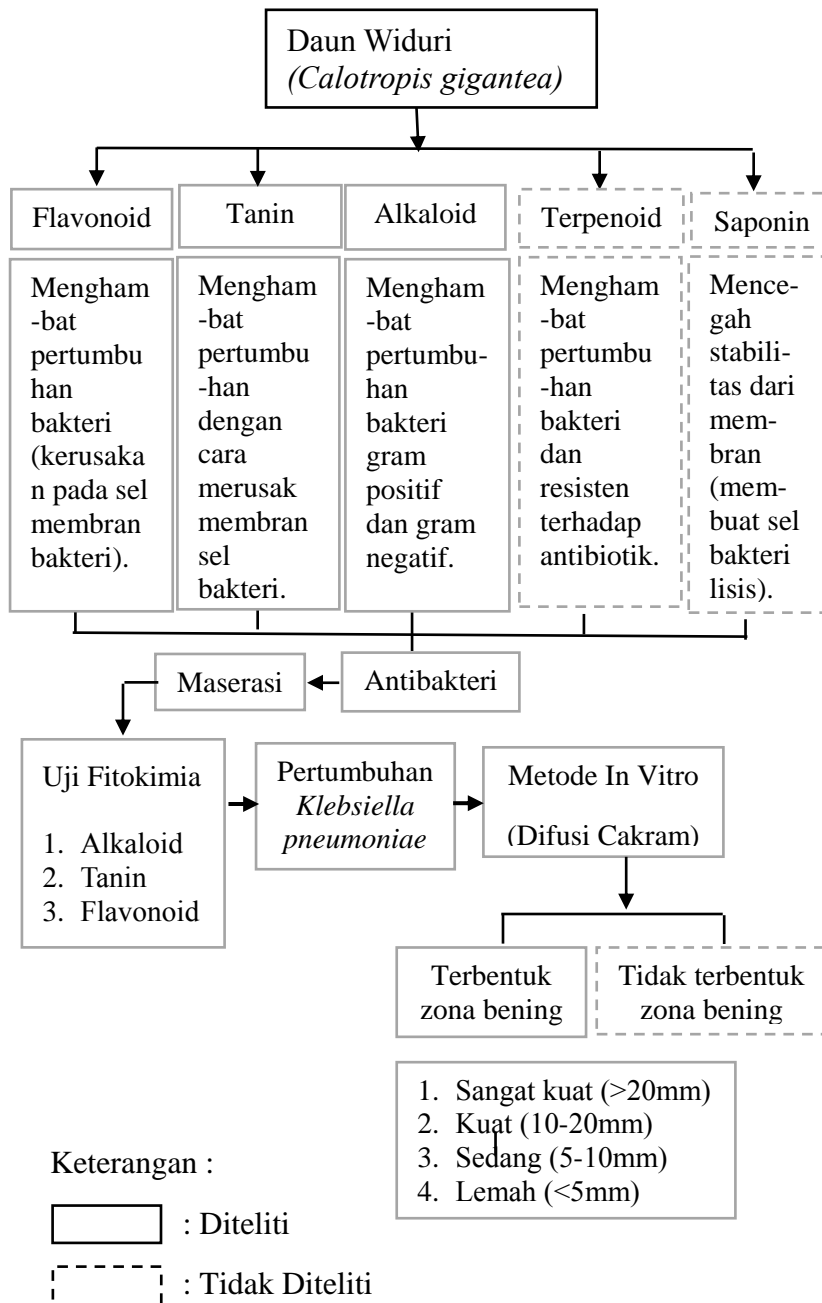 Daun Widuri
(Calotropis gigantea)
Flavonoid
Tanin
Alkaloid
Terpenoid
Saponin
Mengham
-bat
pertumbu
han
bakteri
(kerusaka
n pada sel
membran
bakteri).
Mengham
-bat
pertumbu
-han
dengan
cara
merusak
membran
sel
bakteri.
Mengham
-bat
pertumbu-
han
bakteri
gram
positif
dan gram
negatif.
Mengham
-bat
pertumbu
-han
bakteri
dan
resisten
terhadap
antibiotik.
Mence-
gah
stabili-
tas dari
mem-
bran
(mem-
buat sel
bakteri
lisis).
Maserasi
Antibakteri
Uji Fitokimia
1. Alkaloid
2. Tanin
3. Flavonoid
Pertumbuhan
Klebsiella
pneumoniae
Metode In Vitro
(Difusi Cakram)
Terbentuk
zona bening
Tidak terbentuk
zona bening
1. Sangat kuat (>20mm)
2. Kuat (10-20mm)
3. Sedang (5-10mm)
4. Lemah (<5mm)
Keterangan :
: Diteliti
: Tidak Diteliti